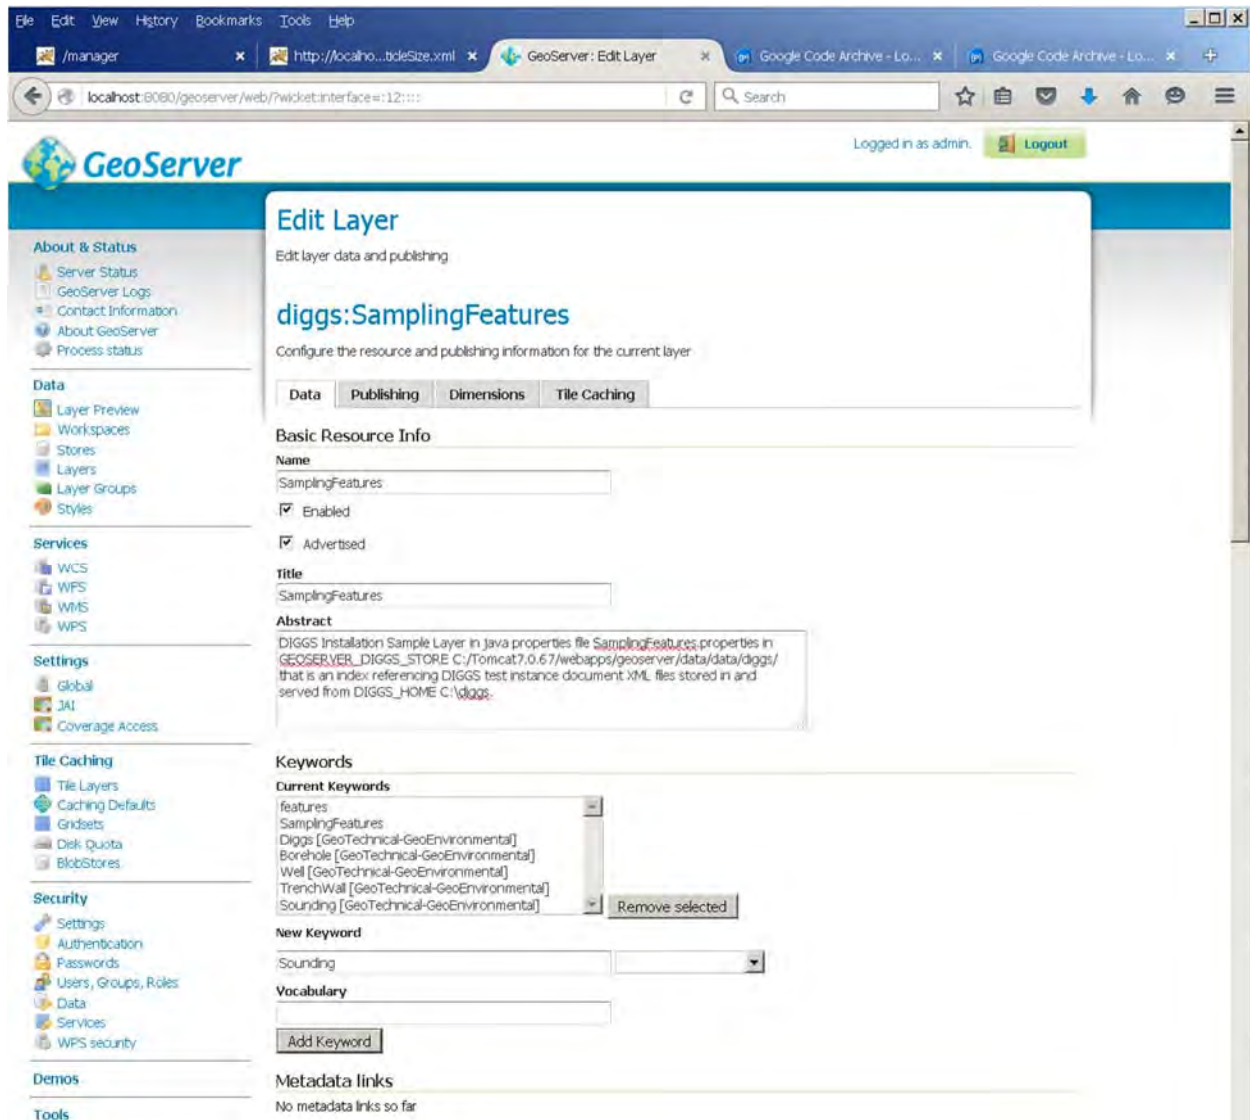 File Edit View History Bookmarks Tools Help
/manager
http://localho...ticleSize.xml
GeoServer: Edit Layer
Google Code Archive - Lo...
Google Code Archive - Lo...
localhost:8080/geoserver/web/?wicket:interface=:12::::
Search
GeoServer
Logged in as admin.
Logout
Edit Layer
Edit layer data and publishing
diggs:SamplingFeatures
Configure the resource and publishing information for the current layer
Data
Publishing
Dimensions
Tile Caching
About & Status
Server Status
GeoServer Logs
Contact Information
About GeoServer
Process status
Data
Layer Preview
Workspaces
Stores
Layers
Layer Groups
Styles
Services
WCS
WFS
WMS
WPS
Settings
Global
JAI
Coverage Access
Tile Caching
Tile Layers
Caching Defaults
Gridsets
Disk Quota
BlobStores
Security
Settings
Authentication
Passwords
Users, Groups, Roles
Data
Services
WPS security
Demos
Tools
Basic Resource Info
Name
SamplingFeatures
Enabled
Advertised
Title
SamplingFeatures
Abstract
DIGGS Installation Sample Layer in java properties file SamplingFeatures.properties in
GEOSERVER_DIGGS_STORE C:/Tomcat7.0.67/webapps/geoserver/data/data/diggs/
that is an index referencing DIGGS test instance document XML files stored in and
served from DIGGS_HOME C:\diggs.
Keywords
Current Keywords
features
SamplingFeatures
Diggs [GeoTechnical-GeoEnvironmental]
Borehole [GeoTechnical-GeoEnvironmental]
Well [GeoTechnical-GeoEnvironmental]
TrenchWall [GeoTechnical-GeoEnvironmental]
Sounding [GeoTechnical-GeoEnvironmental]
Remove selected
New Keyword
Sounding
Vocabulary
Add Keyword
Metadata links
No metadata links so far